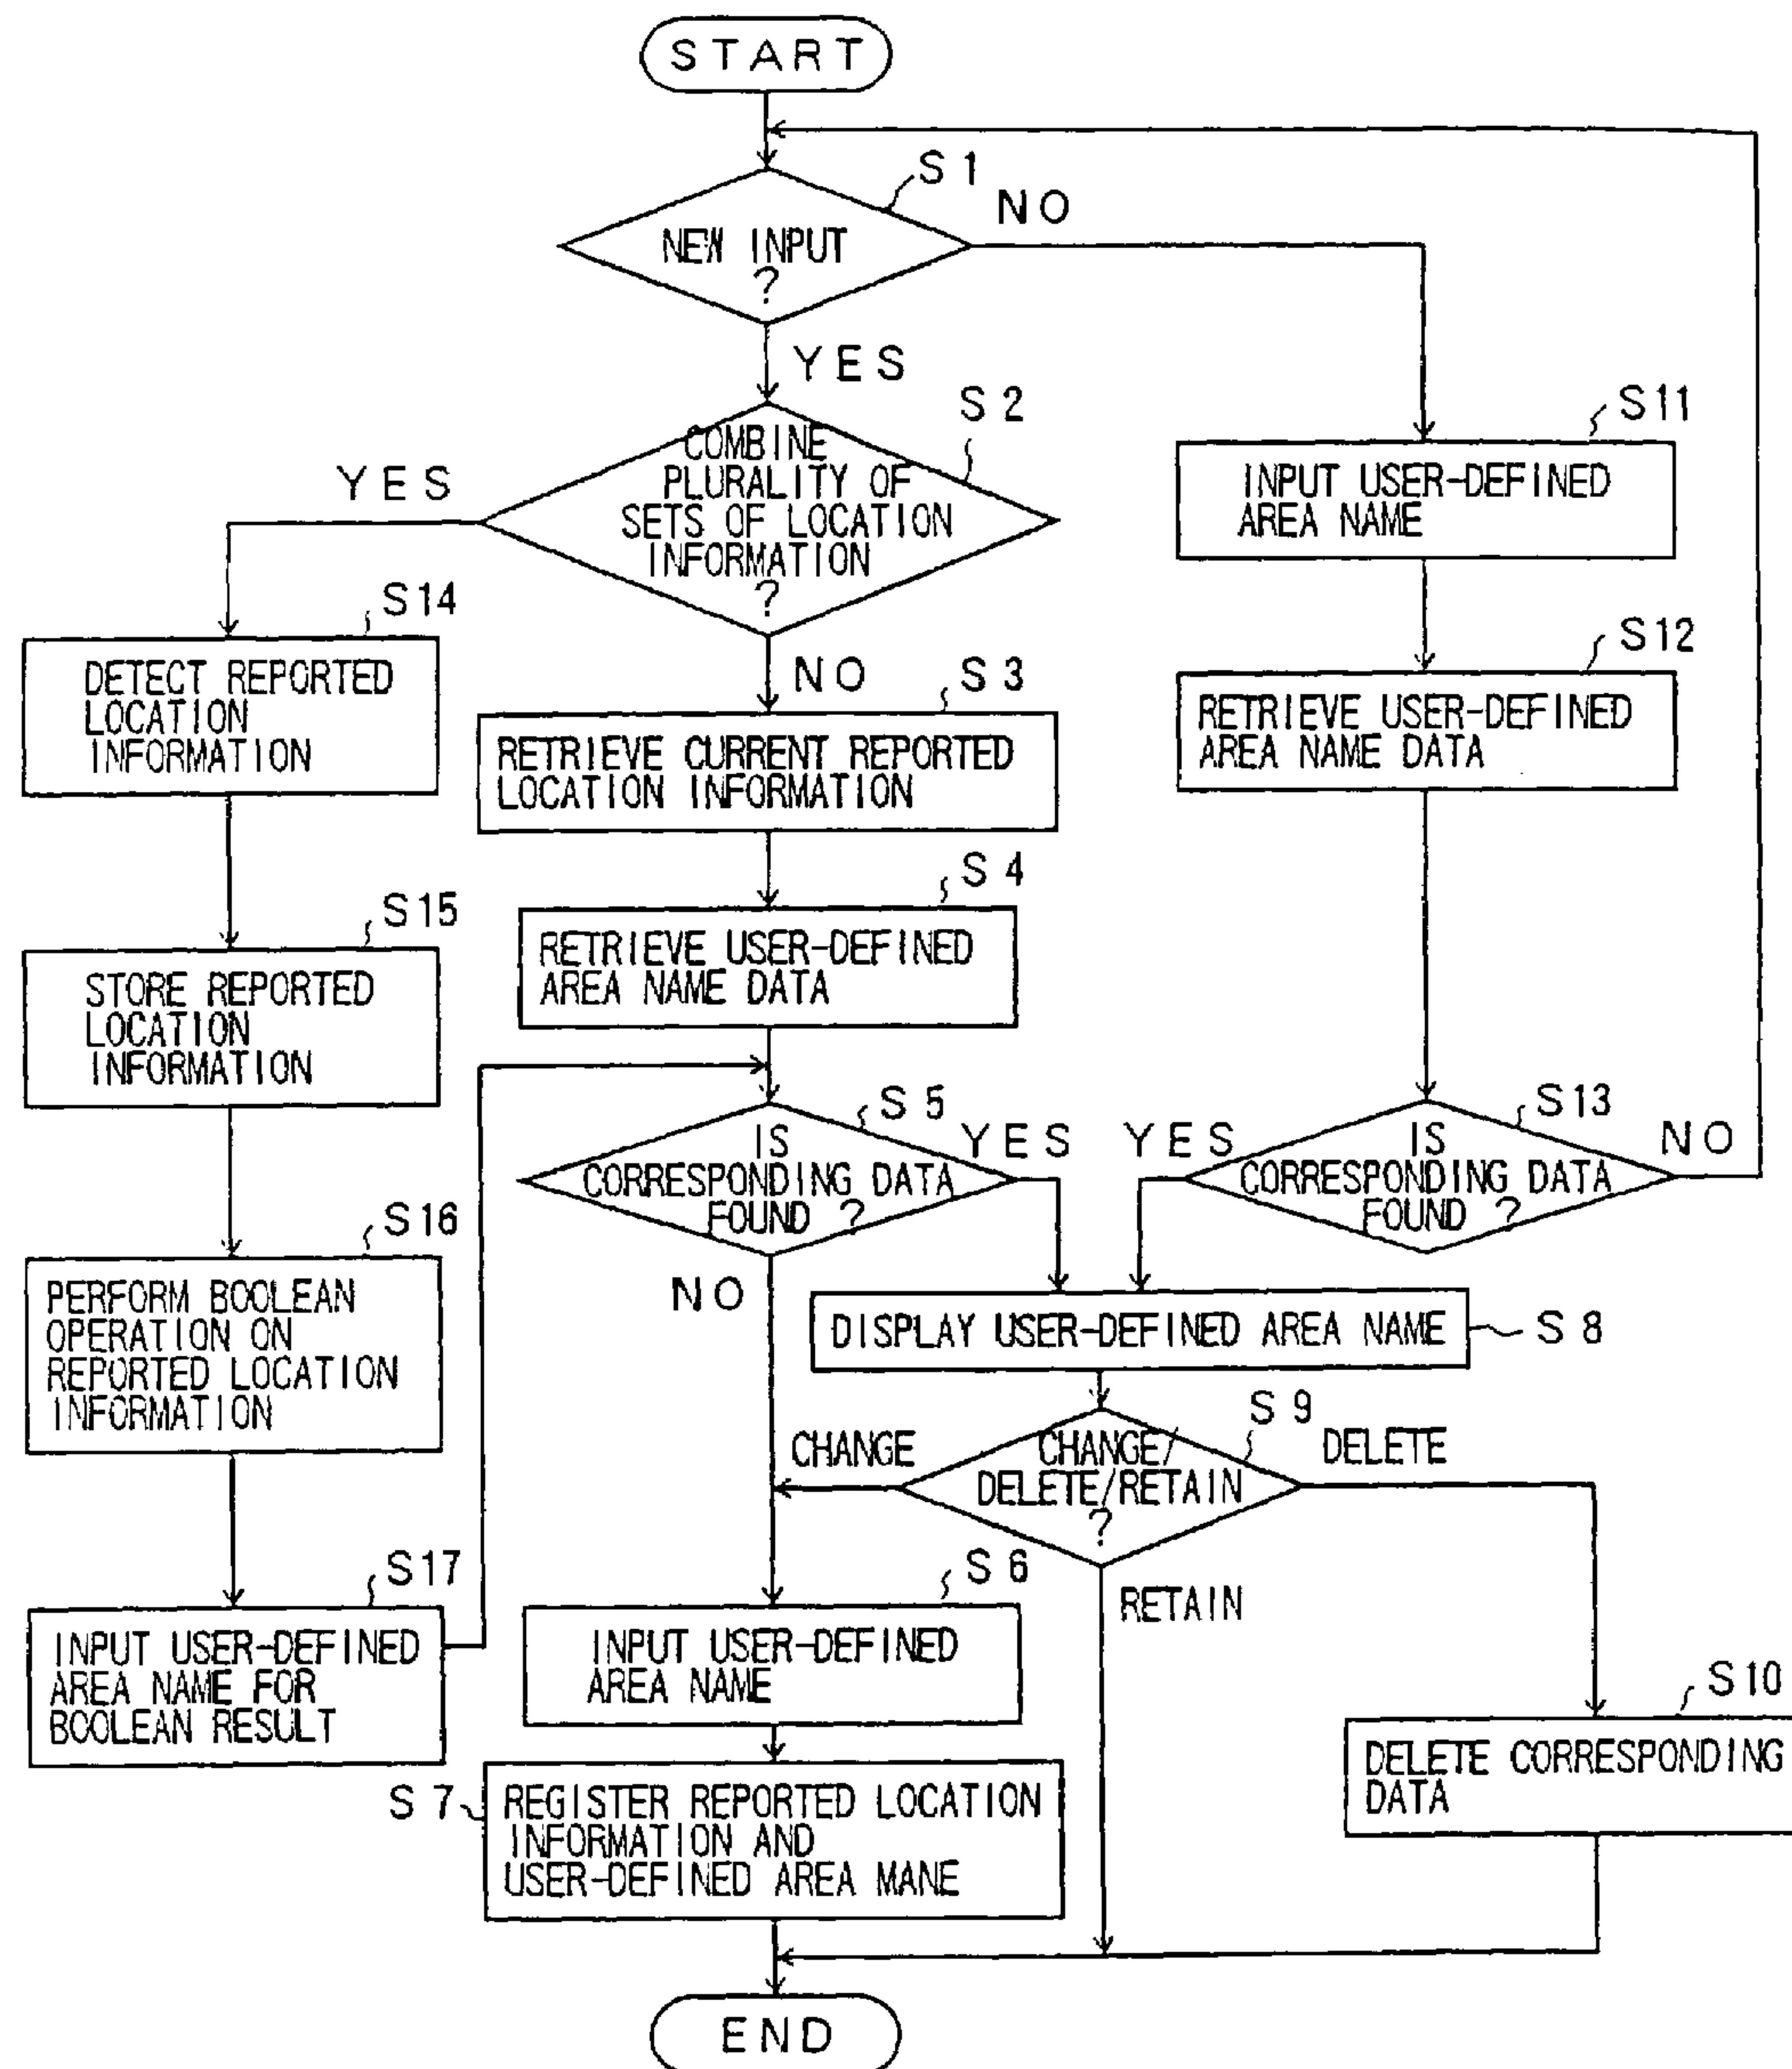 START
S1
NO
NEW INPUT
?
YES
S2
COMBINE
PLURALITY OF
SETS OF LOCATION
INFORMATION
?
YES
S11
INPUT USER-DEFINED
AREA NAME
S14
DETECT REPORTED
LOCATION
INFORMATION
NO
S3
RETRIEVE CURRENT REPORTED
LOCATION INFORMATION
S12
RETRIEVE USER-DEFINED
AREA NAME DATA
S4
RETRIEVE USER-DEFINED
AREA NAME DATA
S15
STORE REPORTED
LOCATION
INFORMATION
S5
IS
CORRESPONDING DATA
FOUND ?
YES
YES
S13
IS
CORRESPONDING DATA
FOUND ?
NO
S16
PERFORM BOOLEAN
OPERATION ON
REPORTED LOCATION
INFORMATION
NO
DISPLAY USER-DEFINED AREA NAME
S8
S9
CHANGE
CHANGE/
DELETE/RETAIN
?
DELETE
RETAIN
S17
INPUT USER-DEFINED
AREA NAME FOR
BOOLEAN RESULT
S6
INPUT USER-DEFINED
AREA NAME
S10
DELETE CORRESPONDING
DATA
S7
REGISTER REPORTED LOCATION
INFORMATION AND
USER-DEFINED AREA MANE
END